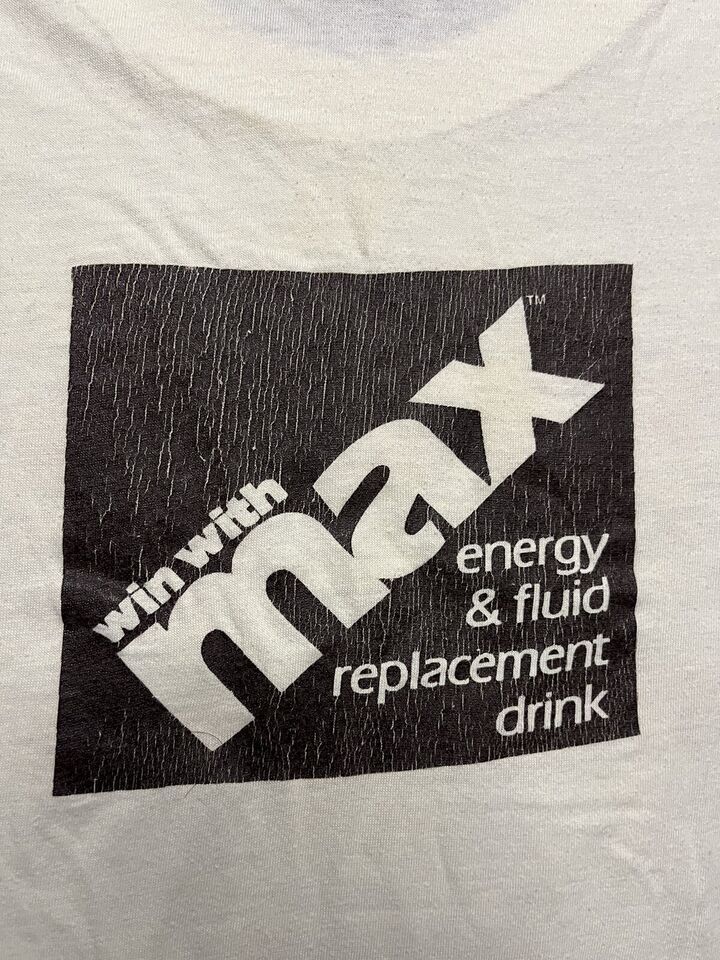 win with
max™
energy
& fluid
replacement
drink